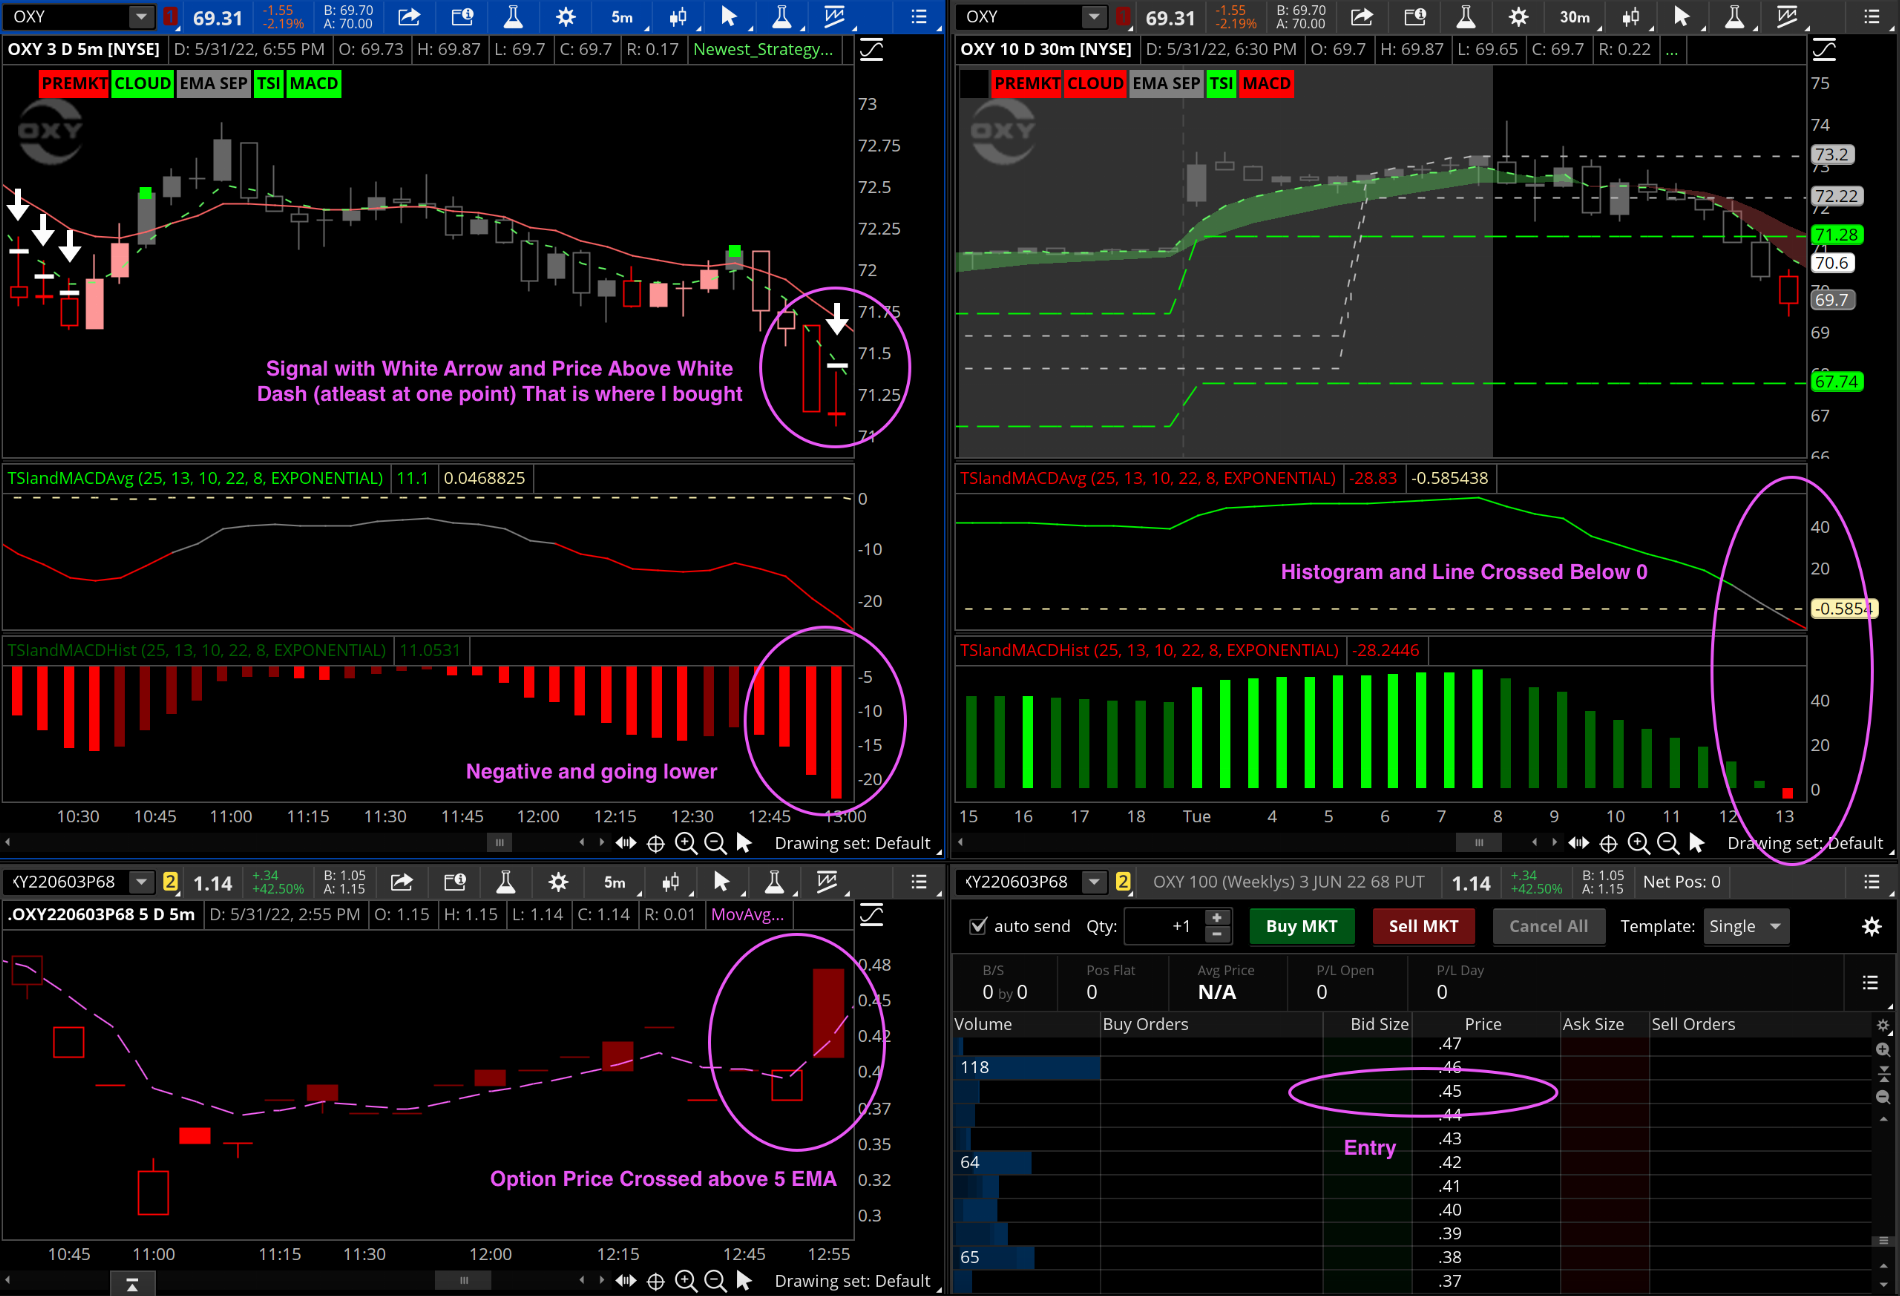 OXY
1
69.31
-1.55
-2.19%
B: 69.70
A: 70.00
5m
OXY 3 D 5m [NYSE]
D: 5/31/22, 6:55 PM
O: 69.73
H: 69.87
L: 69.7
C: 69.7
R: 0.17
Newest_Strategy...
PREMKT CLOUD EMA SEP TSI MACD
OXY
73
72.75
72.5
72.25
72
71.75
71.5
71.25
71
Signal with White Arrow and Price Above White
Dash (atleast at one point) That is where I bought
TSIandMACDAvg (25, 13, 10, 22, 8, EXPONENTIAL)
11.1
0.0468825
0
-10
-20
TSIandMACDHist (25, 13, 10, 22, 8, EXPONENTIAL)
11.0531
-5
-10
-15
-20
Negative and going lower
10:30 10:45 11:00 11:15 11:30 11:45 12:00 12:15 12:30 12:45 13:00
Drawing set: Default
OXY
1
69.31
-1.55
-2.19%
B: 69.70
A: 70.00
30m
OXY 10 D 30m [NYSE]
D: 5/31/22, 6:30 PM
O: 69.7
H: 69.87
L: 69.65
C: 69.7
R: 0.22
...
PREMKT CLOUD EMA SEP TSI MACD
OXY
75
74
73.2
73
72.22
72
71.28
71
70.6
70
69.7
69
67.74
67
66
TSIandMACDAvg (25, 13, 10, 22, 8, EXPONENTIAL)
-28.83
-0.585438
40
20
-0.5854
Histogram and Line Crossed Below 0
TSIandMACDHist (25, 13, 10, 22, 8, EXPONENTIAL)
-28.2446
40
20
0
15 16 17 18 Tue 4 5 6 7 8 9 10 11 12 13
Drawing set: Default
XY220603P68
2
1.14
+.34
+42.50%
B: 1.05
A: 1.15
5m
.OXY220603P68 5 D 5m
D: 5/31/22, 2:55 PM
O: 1.15
H: 1.15
L: 1.14
C: 1.14
R: 0.01
MovAvg...
0.48
0.45
0.42
0.4
0.37
0.35
0.32
0.3
Option Price Crossed above 5 EMA
10:45 11:00 11:15 11:30 12:00 12:15 12:45 12:55
Drawing set: Default
XY220603P68
2
OXY 100 (Weeklys) 3 JUN 22 68 PUT
1.14
+.34
+42.50%
B: 1.05
A: 1.15
Net Pos: 0
auto send
Qty:
+1
Buy MKT
Sell MKT
Cancel All
Template:
Single
B/S Pos Flat Avg Price P/L Open P/L Day
0 by 0 0 N/A 0 0
Volume Buy Orders Bid Size Price Ask Size Sell Orders
.47
118 .46
.45
.44
.43
64 .42
.41
.40
.39
65 .38
.37
Entry